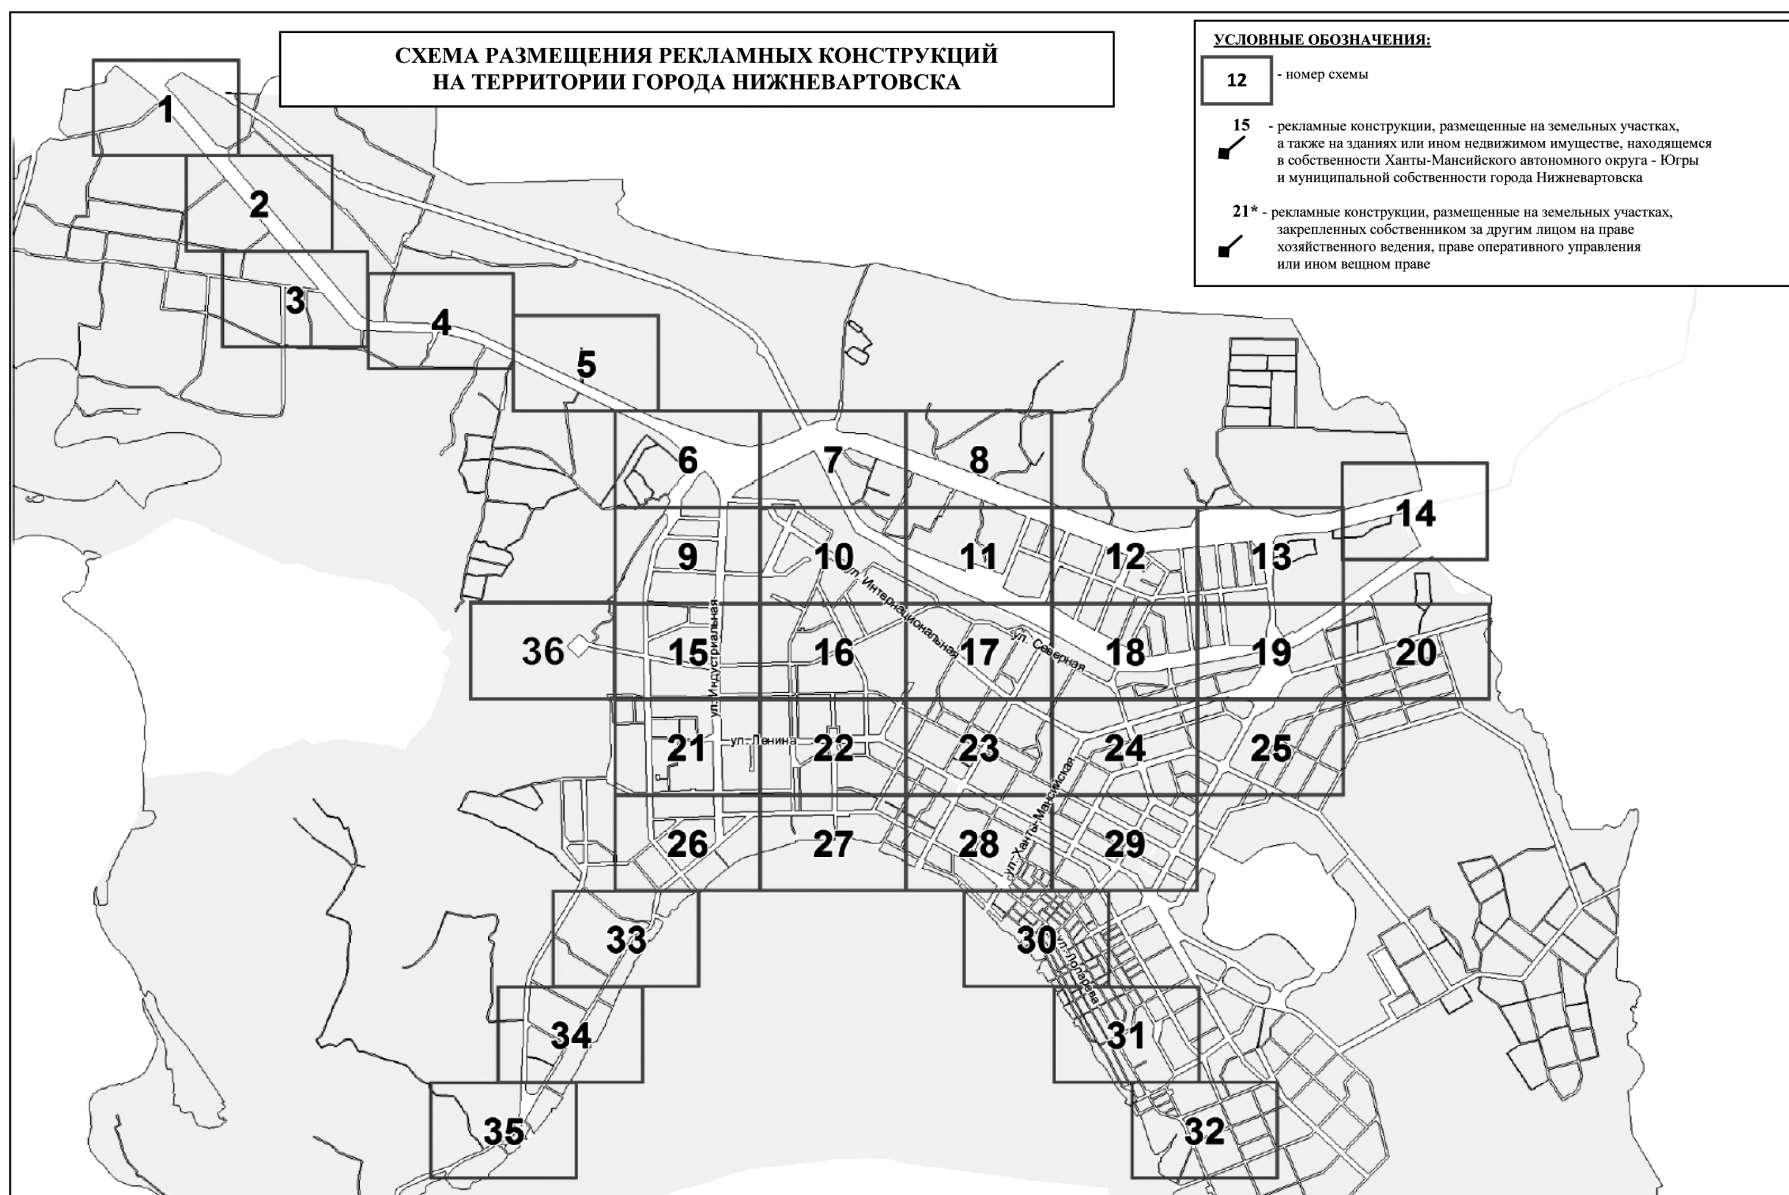 СХЕМА РАЗМЕЩЕНИЯ РЕКЛАМНЫХ КОНСТРУКЦИЙ
НА ТЕРРИТОРИИ ГОРОДА НИЖНЕВАРТОВСКА
УСЛОВНЫЕ ОБОЗНАЧЕНИЯ:
12 - номер схемы
15 - рекламные конструкции, размещенные на земельных участках,
а также на зданиях или ином недвижимом имуществе, находящемся
в собственности Ханты-Мансийского автономного округа - Югры
и муниципальной собственности города Нижневартовска
21* - рекламные конструкции, размещенные на земельных участках,
закрепленных собственником за другим лицом на праве
хозяйственного ведения, праве оперативного управления
или ином вещном праве
1
2
3
4
5
6
7
8
9
10
11
12
13
14
ул. Интернациональная
ул. Северная
ул. Индустриальная
36
15
16
17
18
19
20
21
ул. Ленина
22
23
24
25
ул. Ханты-Мансийская
26
27
28
29
33
30
ул. Лопарева
34
31
35
32